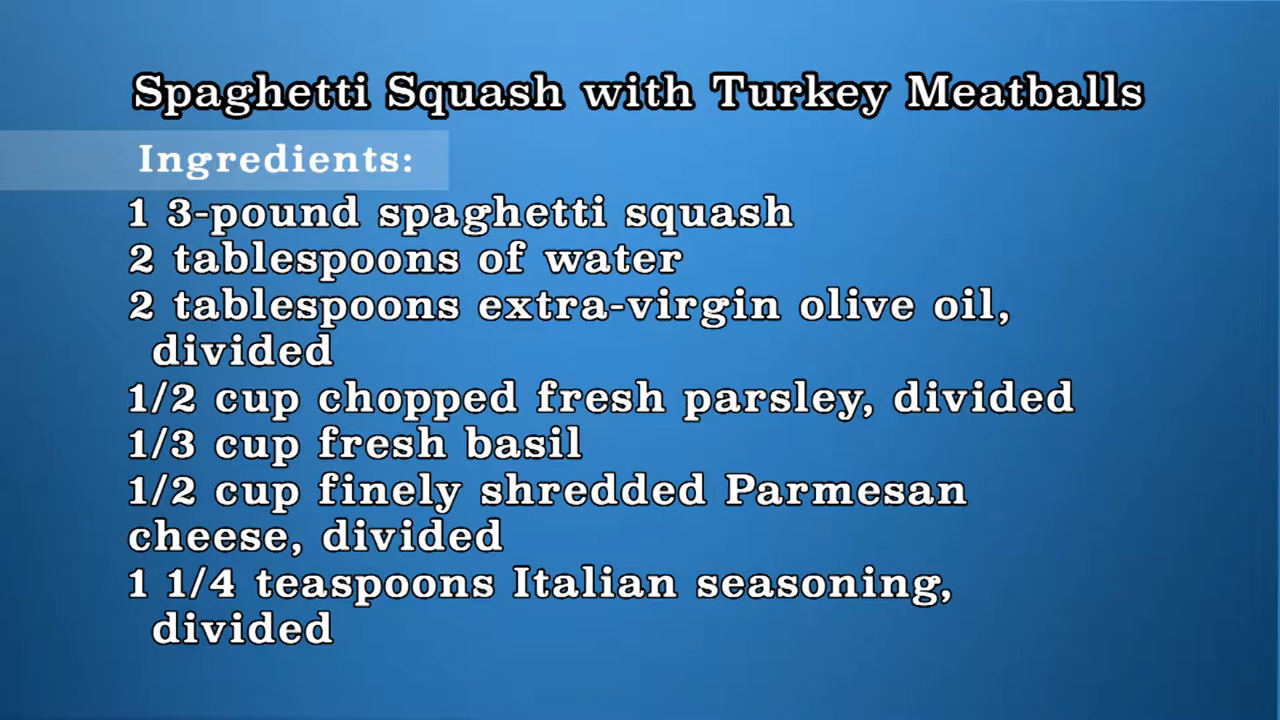 Spaghetti Squash with Turkey Meatballs
Ingredients:
1 3-pound spaghetti squash
2 tablespoons of water
2 tablespoons extra-virgin olive oil,
divided
1/2 cup chopped fresh parsley, divided
1/3 cup fresh basil
1/2 cup finely shredded Parmesan
cheese, divided
1 1/4 teaspoons Italian seasoning,
divided